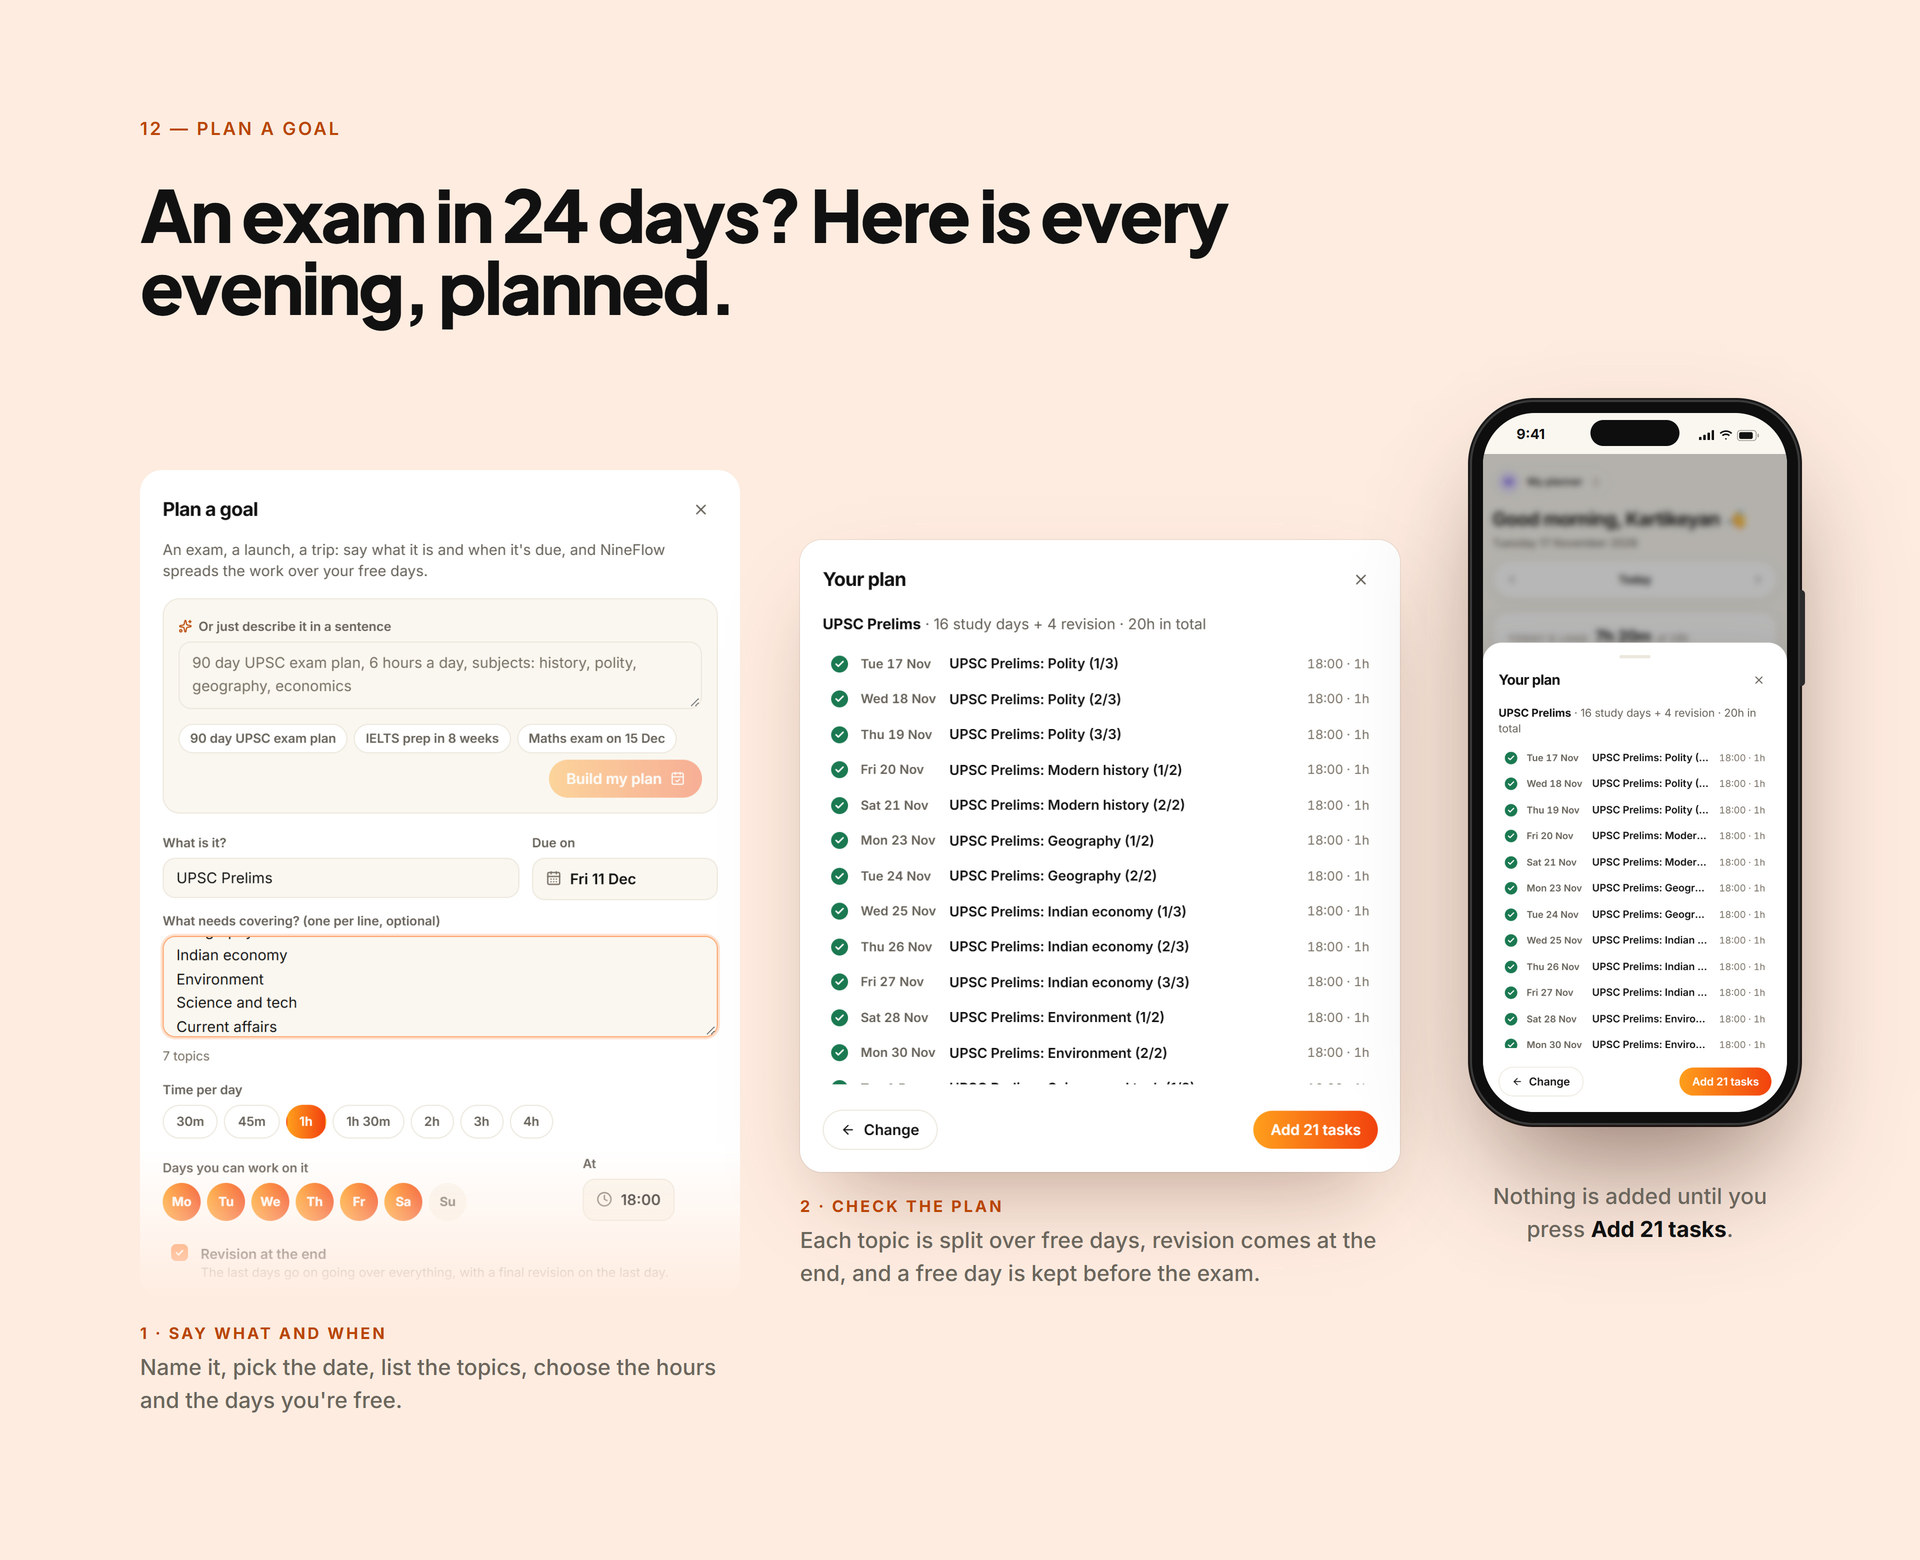 12 — PLAN A GOAL
An exam in 24 days? Here is every
evening, planned.
Plan a goal
An exam, a launch, a trip: say what it is and when it's due, and NineFlow
spreads the work over your free days.
Or just describe it in a sentence
90 day UPSC exam plan, 6 hours a day, subjects: history, polity,
geography, economics
90 day UPSC exam plan
IELTS prep in 8 weeks
Maths exam on 15 Dec
Build my plan
What is it?
Due on
UPSC Prelims
Fri 11 Dec
What needs covering? (one per line, optional)
Indian economy
Environment
Science and tech
Current affairs
7 topics
Time per day
30m
45m
1h
1h 30m
2h
3h
4h
Days you can work on it
At
Mo
Tu
We
Th
Fr
Sa
Su
18:00
Revision at the end
The last days go on going over everything, with a final revision on the last day.
1 · SAY WHAT AND WHEN
Name it, pick the date, list the topics, choose the hours
and the days you're free.
Your plan
UPSC Prelims · 16 study days + 4 revision · 20h in total
Tue 17 Nov UPSC Prelims: Polity (1/3) 18:00 · 1h
Wed 18 Nov UPSC Prelims: Polity (2/3) 18:00 · 1h
Thu 19 Nov UPSC Prelims: Polity (3/3) 18:00 · 1h
Fri 20 Nov UPSC Prelims: Modern history (1/2) 18:00 · 1h
Sat 21 Nov UPSC Prelims: Modern history (2/2) 18:00 · 1h
Mon 23 Nov UPSC Prelims: Geography (1/2) 18:00 · 1h
Tue 24 Nov UPSC Prelims: Geography (2/2) 18:00 · 1h
Wed 25 Nov UPSC Prelims: Indian economy (1/3) 18:00 · 1h
Thu 26 Nov UPSC Prelims: Indian economy (2/3) 18:00 · 1h
Fri 27 Nov UPSC Prelims: Indian economy (3/3) 18:00 · 1h
Sat 28 Nov UPSC Prelims: Environment (1/2) 18:00 · 1h
Mon 30 Nov UPSC Prelims: Environment (2/2) 18:00 · 1h
Change
Add 21 tasks
2 · CHECK THE PLAN
Each topic is split over free days, revision comes at the
end, and a free day is kept before the exam.
9:41
My planner
Good morning, Kartikeyan
Tuesday 17 November 2026
Today
7h 20m
Your plan
UPSC Prelims · 16 study days + 4 revision · 20h in
total
Tue 17 Nov UPSC Prelims: Polity (... 18:00 · 1h
Wed 18 Nov UPSC Prelims: Polity (... 18:00 · 1h
Thu 19 Nov UPSC Prelims: Polity (... 18:00 · 1h
Fri 20 Nov UPSC Prelims: Moder... 18:00 · 1h
Sat 21 Nov UPSC Prelims: Moder... 18:00 · 1h
Mon 23 Nov UPSC Prelims: Geogr... 18:00 · 1h
Tue 24 Nov UPSC Prelims: Geogr... 18:00 · 1h
Wed 25 Nov UPSC Prelims: Indian ... 18:00 · 1h
Thu 26 Nov UPSC Prelims: Indian ... 18:00 · 1h
Fri 27 Nov UPSC Prelims: Indian ... 18:00 · 1h
Sat 28 Nov UPSC Prelims: Enviro... 18:00 · 1h
Mon 30 Nov UPSC Prelims: Enviro... 18:00 · 1h
Change
Add 21 tasks
Nothing is added until you
press Add 21 tasks.